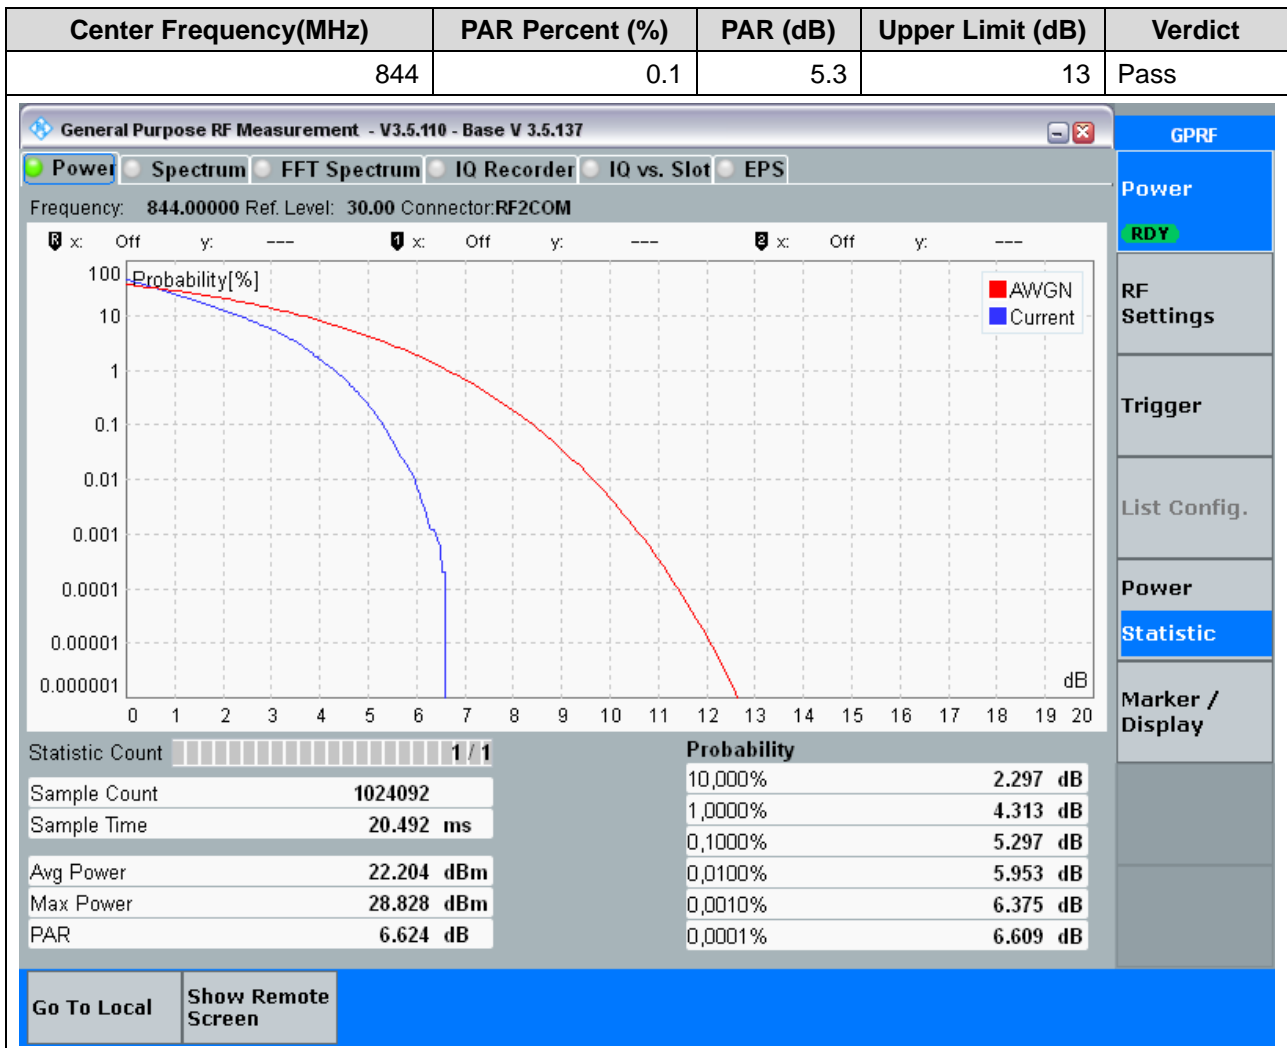 Center Frequency(MHz) PAR Percent (%) PAR (dB) Upper Limit (dB) Verdict
844 0.1 5.3 13 Pass
General Purpose RF Measurement - V3.5.110 - Base V 3.5.137
GPRF
Power Spectrum FFT Spectrum IQ Recorder IQ vs. Slot EPS
Frequency: 844.00000 Ref. Level: 30.00 Connector:RF2COM
R x: Off y: --- 1 x: Off y: --- 2 x: Off y: ---
Probability[%]
100
10
1
0.1
0.01
0.001
0.0001
0.00001
0.000001
AWGN
Current
dB
0 1 2 3 4 5 6 7 8 9 10 11 12 13 14 15 16 17 18 19 20
Statistic Count 1 / 1
Sample Count 1024092
Sample Time 20.492 ms
Avg Power 22.204 dBm
Max Power 28.828 dBm
PAR 6.624 dB
Probability
10,000% 2.297 dB
1,0000% 4.313 dB
0,1000% 5.297 dB
0,0100% 5.953 dB
0,0010% 6.375 dB
0,0001% 6.609 dB
Power
RDY
RF
Settings
Trigger
List Config.
Power
Statistic
Marker /
Display
Go To Local
Show Remote
Screen